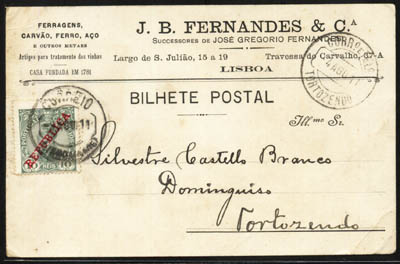 FERRAGENS,
CARVÃO, FERRO, AÇO
E OUTROS METAES
Artigos para tratamento das vinhas
CASA FUNDADA EM 1791
J. B. FERNANDES & C.A
SUCCESSORES DE JOSÉ GREGORIO FERNANDES
Largo de S. Julião, 15 a 19 Travessa do Carvalho, 37-A
LISBOA
CORREIO
TORTOZENDO
BILHETE POSTAL
CORREIO
REPUBLICA
Ill.mo Sr.
Silvestre Castello Branco
Dominguiso
Tortozendo